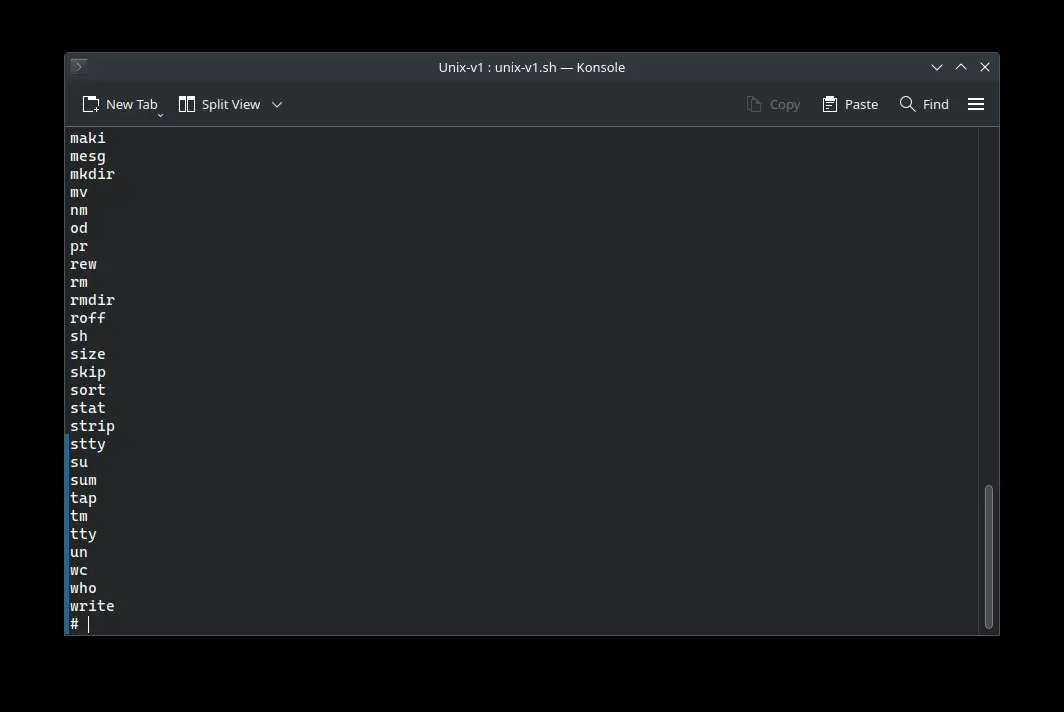 Unix-v1 : unix-v1.sh — Konsole
New Tab Split View Copy Paste Find
maki
mesg
mkdir
mv
nm
od
pr
rew
rm
rmdir
roff
sh
size
skip
sort
stat
strip
stty
su
sum
tap
tm
tty
un
wc
who
write
#